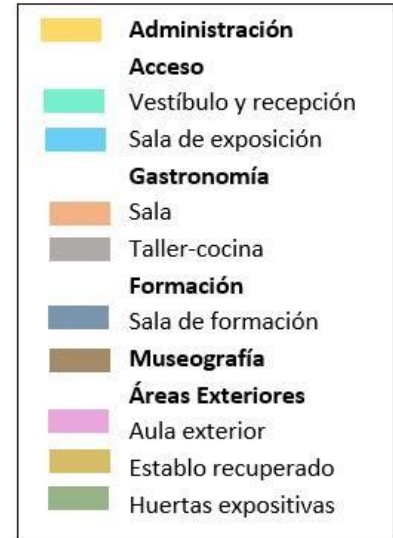 Administración
Acceso
Vestíbulo y recepción
Sala de exposición
Gastronomía
Sala
Taller-cocina
Formación
Sala de formación
Museografía
Áreas Exteriores
Aula exterior
Establo recuperado
Huertas expositivas